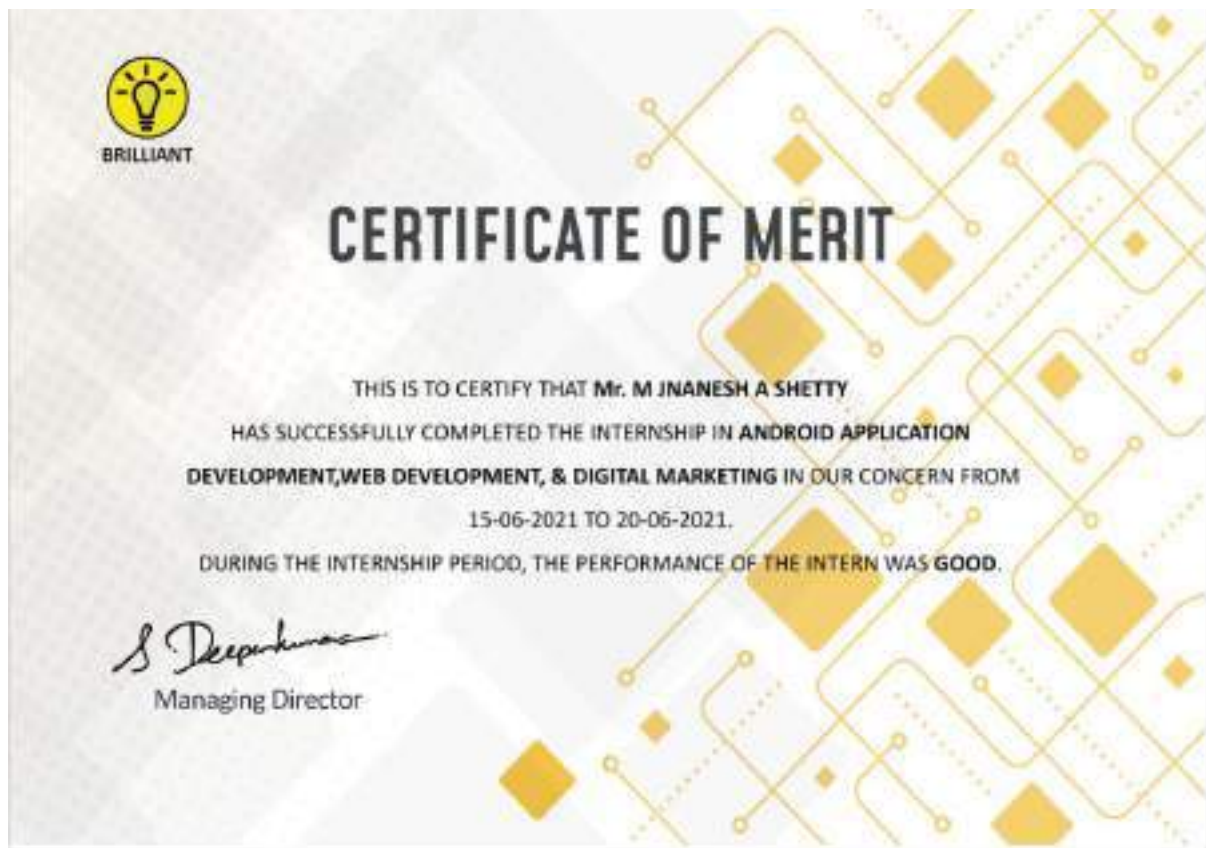 BRILLIANT
CERTIFICATE OF MERIT
THIS IS TO CERTIFY THAT Mr. M JNANESH A SHETTY
HAS SUCCESSFULLY COMPLETED THE INTERNSHIP IN ANDROID APPLICATION
DEVELOPMENT,WEB DEVELOPMENT, & DIGITAL MARKETING IN OUR CONCERN FROM
15-06-2021 TO 20-06-2021.
DURING THE INTERNSHIP PERIOD, THE PERFORMANCE OF THE INTERN WAS GOOD.
Managing Director